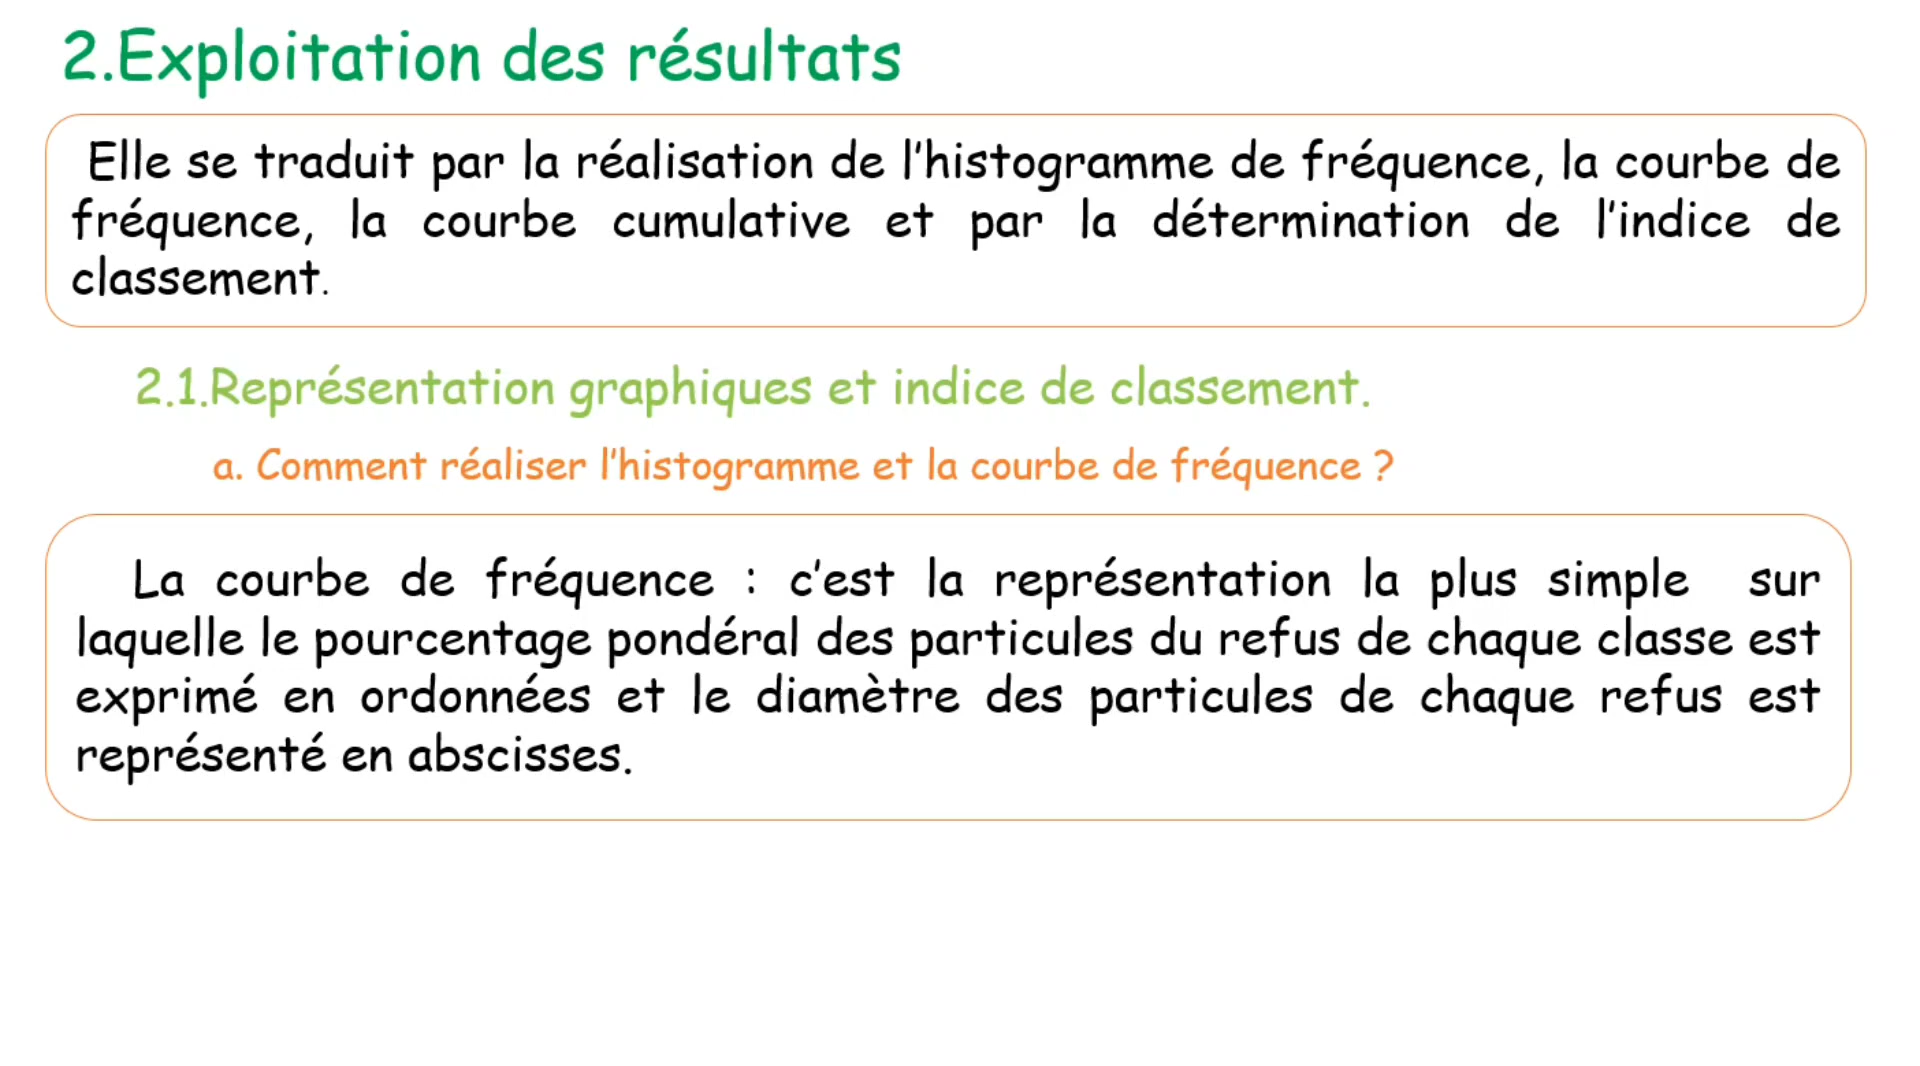 2.Exploitation des résultats
Elle se traduit par la réalisation de l'histogramme de fréquence, la courbe de
fréquence, la courbe cumulative et par la détermination de l'indice de
classement.
2.1.Représentation graphiques et indice de classement.
a. Comment réaliser l'histogramme et la courbe de fréquence ?
La courbe de fréquence : c'est la représentation la plus simple sur
laquelle le pourcentage pondéral des particules du refus de chaque classe est
exprimé en ordonnées et le diamètre des particules de chaque refus est
représenté en abscisses.